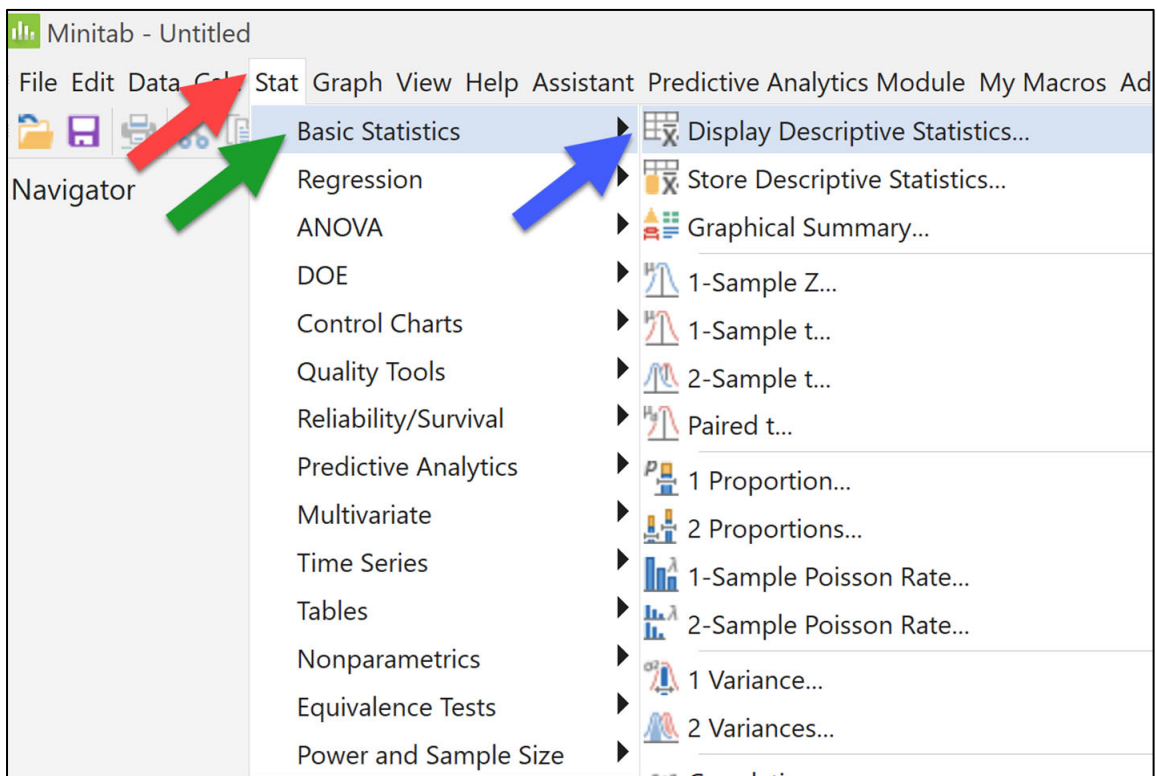 Minitab - Untitled
File Edit Data Stat Graph View Help Assistant Predictive Analytics Module My Macros Ad
Navigator
Basic Statistics
Regression
ANOVA
DOE
Control Charts
Quality Tools
Reliability/Survival
Predictive Analytics
Multivariate
Time Series
Tables
Nonparametrics
Equivalence Tests
Power and Sample Size
Display Descriptive Statistics...
Store Descriptive Statistics...
Graphical Summary...
1-Sample Z...
1-Sample t...
2-Sample t...
Paired t...
1 Proportion...
2 Proportions...
1-Sample Poisson Rate...
2-Sample Poisson Rate...
1 Variance...
2 Variances...